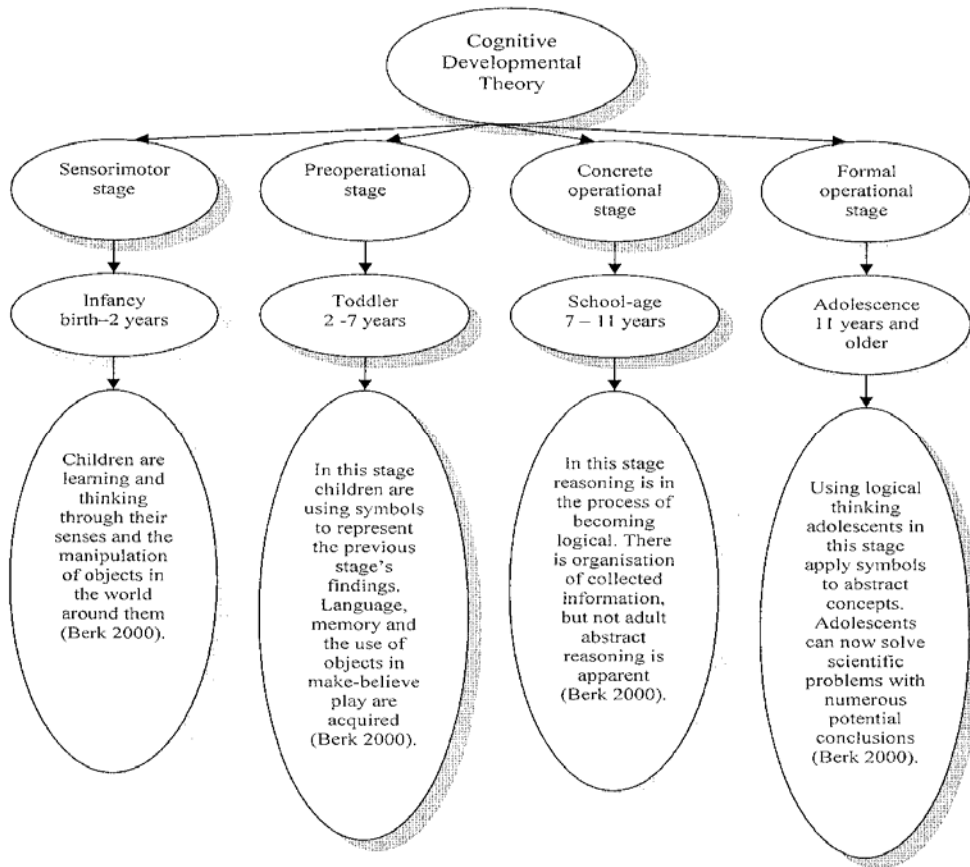 Cognitive
Developmental
Theory
Sensorimotor
stage
Preoperational
stage
Concrete
operational
stage
Formal
operational
stage
Infancy
birth–2 years
Toddler
2 -7 years
School-age
7 – 11 years
Adolescence
11 years and
older
Children are
learning and
thinking
through their
senses and the
manipulation
of objects in
the world
around them
(Berk 2000).
In this stage
children are
using symbols
to represent
the previous
stage's
findings.
Language,
memory and
the use of
objects in
make-believe
play are
acquired
(Berk 2000).
In this stage
reasoning is in
the process of
becoming
logical. There
is organisation
of collected
information,
but not adult
abstract
reasoning is
apparent
(Berk 2000).
Using logical
thinking
adolescents in
this stage
apply symbols
to abstract
concepts.
Adolescents
can now solve
scientific
problems with
numerous
potential
conclusions
(Berk 2000).